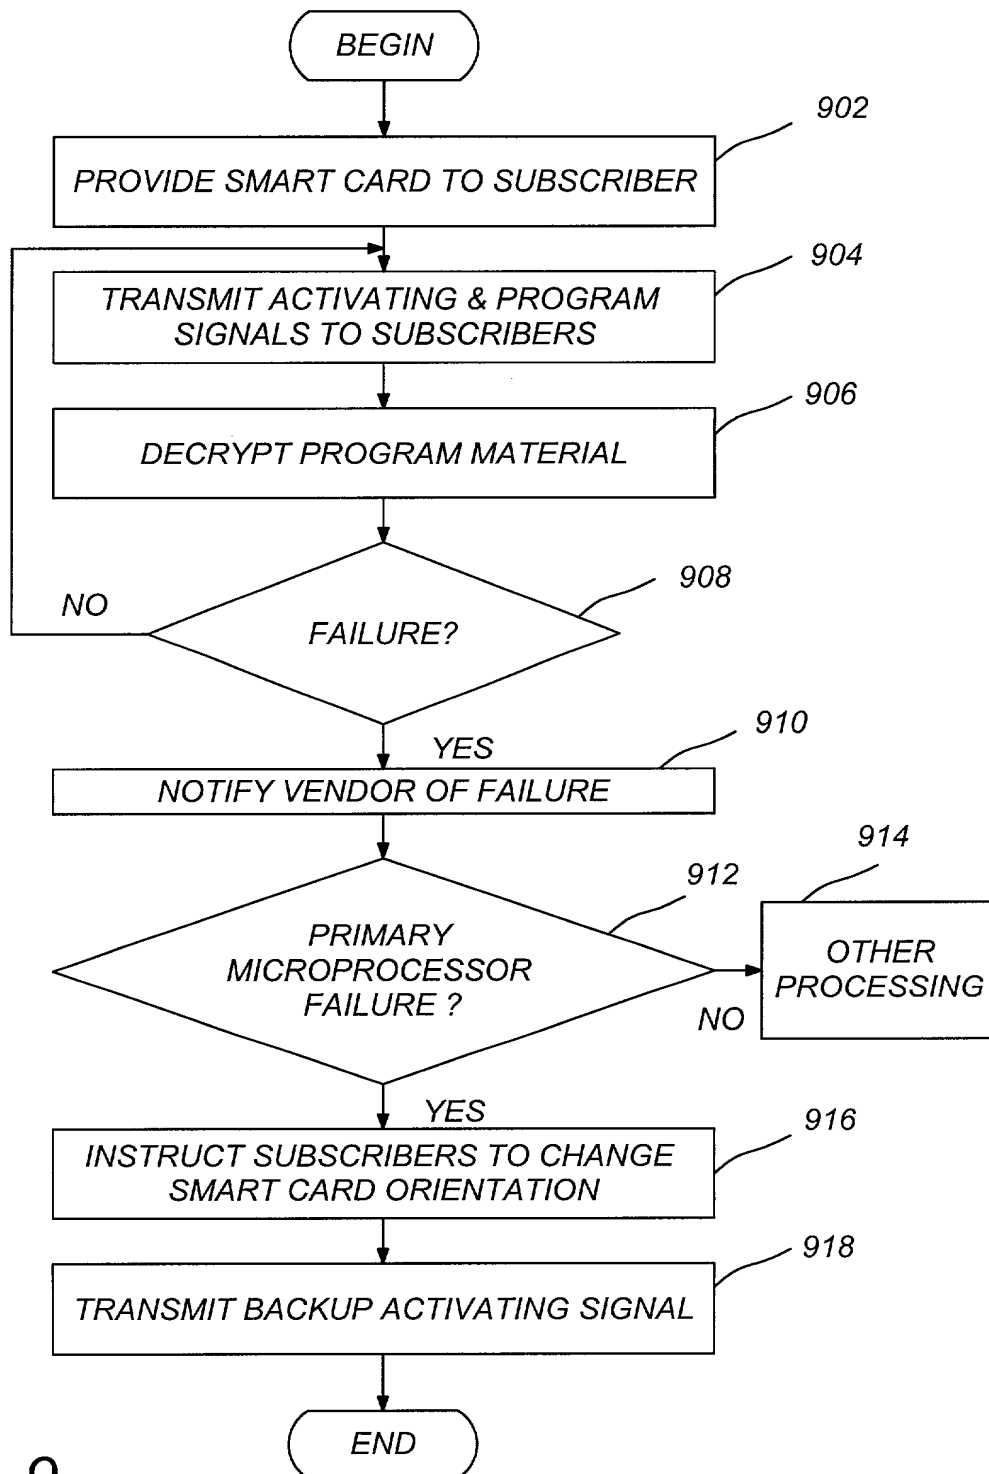 BEGIN
902
PROVIDE SMART CARD TO SUBSCRIBER
904
TRANSMIT ACTIVATING & PROGRAM
SIGNALS TO SUBSCRIBERS
906
DECRYPT PROGRAM MATERIAL
908
NO
FAILURE?
910
YES
NOTIFY VENDOR OF FAILURE
914
912
PRIMARY
MICROPROCESSOR
FAILURE ?
OTHER
PROCESSING
NO
YES
916
INSTRUCT SUBSCRIBERS TO CHANGE
SMART CARD ORIENTATION
918
TRANSMIT BACKUP ACTIVATING SIGNAL
END